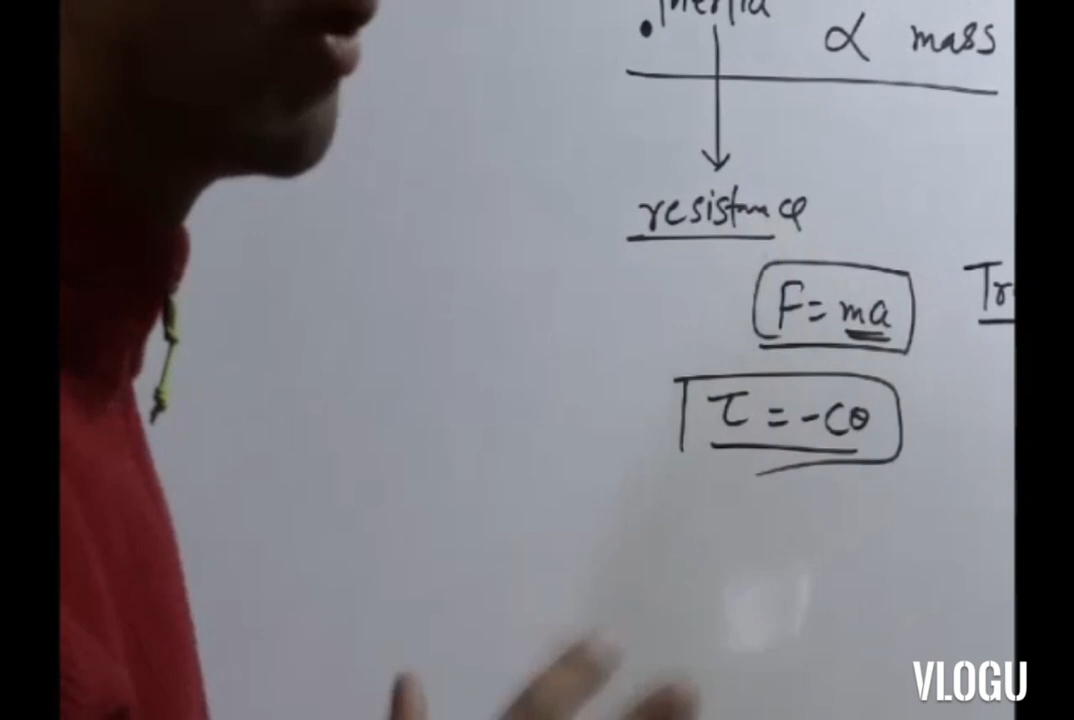 Inertia ∝ mass
resistance
F = ma
τ = -cθ
VLOGU